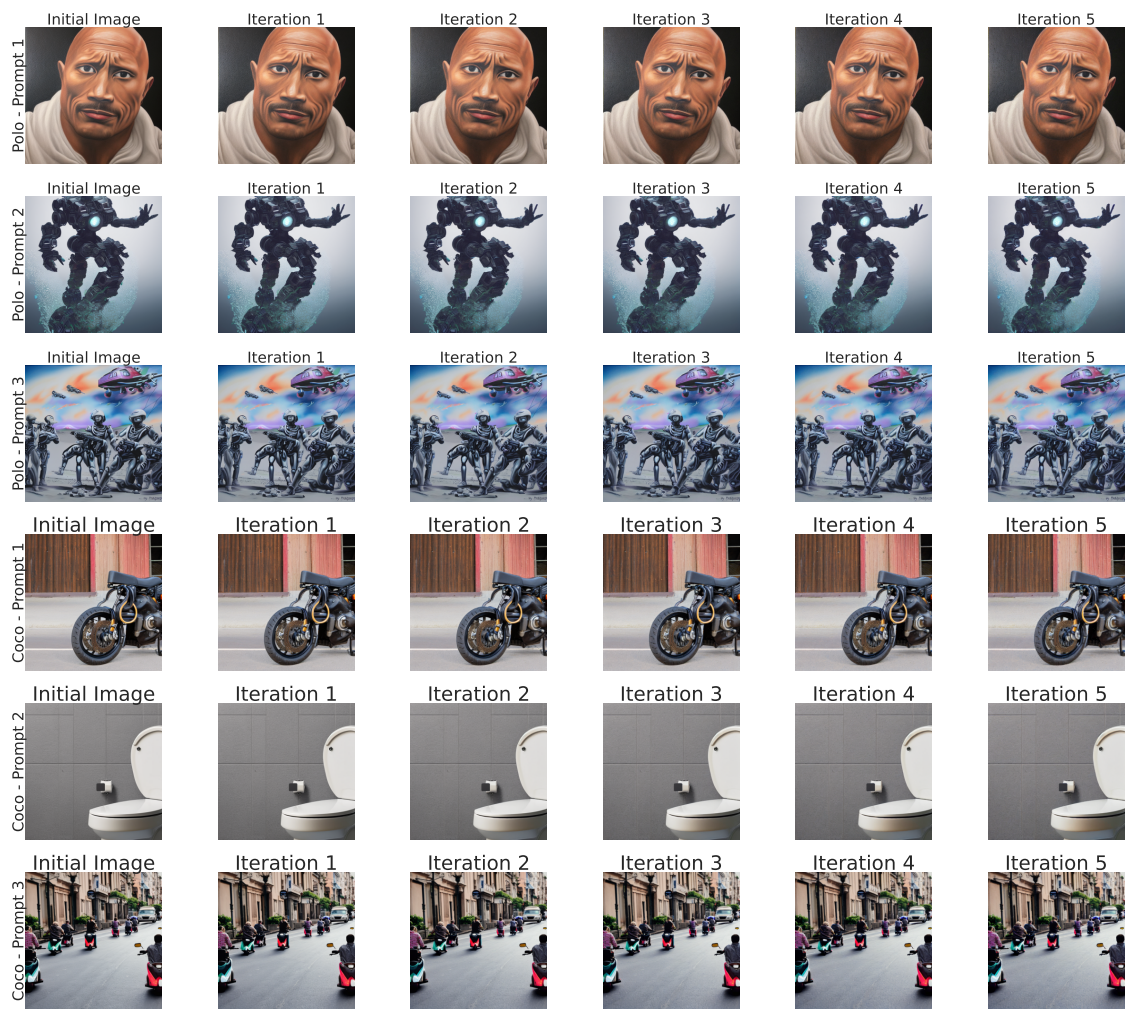 Initial Image Iteration 1 Iteration 2 Iteration 3 Iteration 4 Iteration 5
Polo - Prompt 1
Initial Image Iteration 1 Iteration 2 Iteration 3 Iteration 4 Iteration 5
Polo - Prompt 2
Initial Image Iteration 1 Iteration 2 Iteration 3 Iteration 4 Iteration 5
Polo - Prompt 3
Initial Image Iteration 1 Iteration 2 Iteration 3 Iteration 4 Iteration 5
Coco - Prompt 1
Initial Image Iteration 1 Iteration 2 Iteration 3 Iteration 4 Iteration 5
Coco - Prompt 2
Initial Image Iteration 1 Iteration 2 Iteration 3 Iteration 4 Iteration 5
Coco - Prompt 3